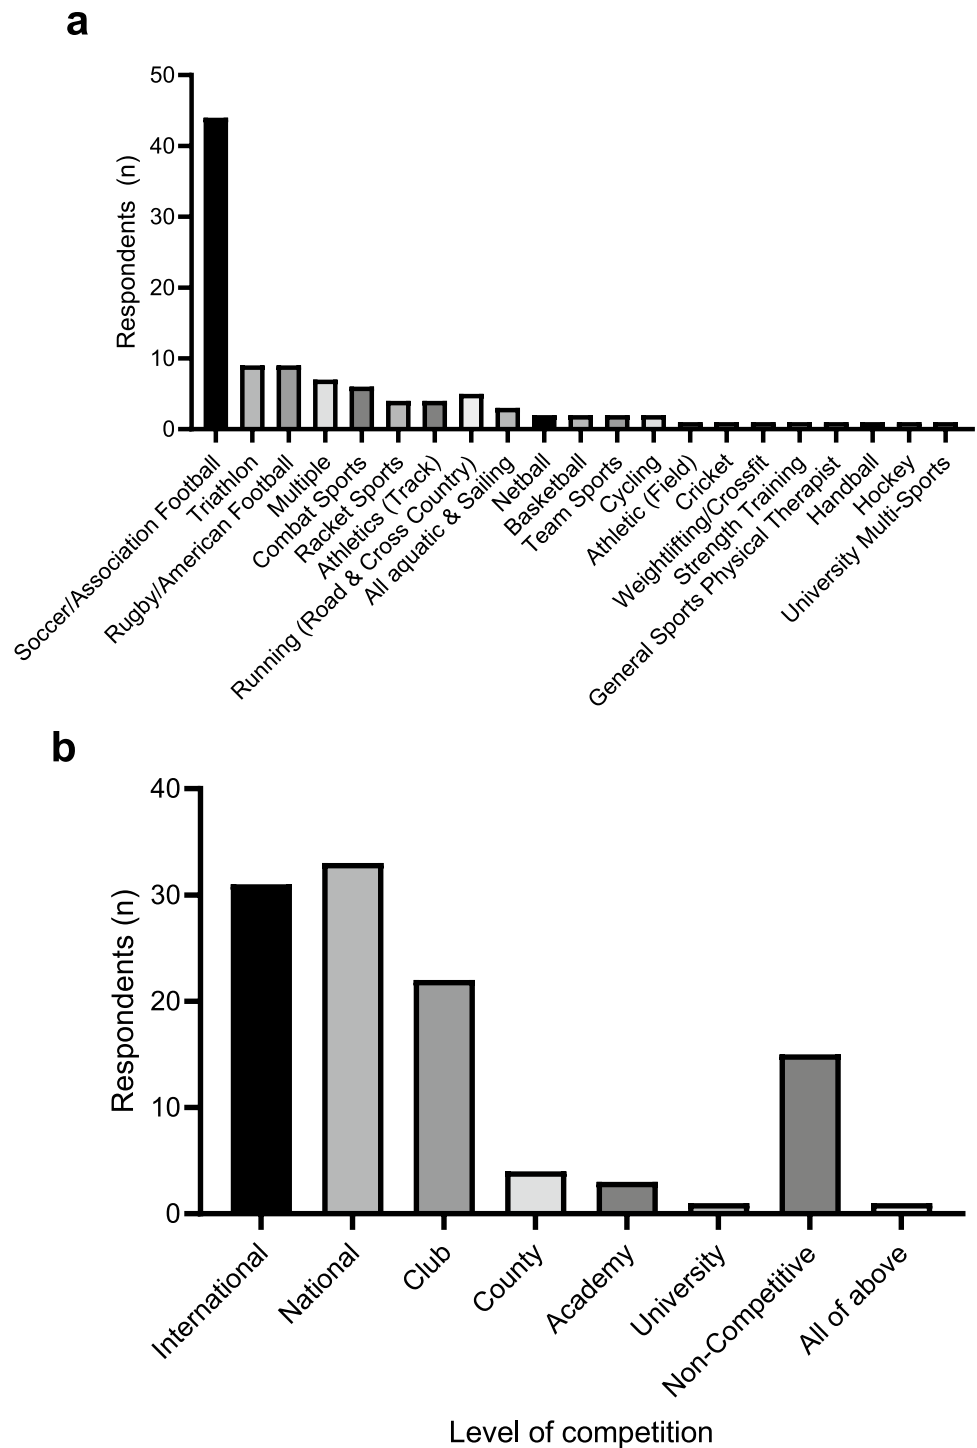 a
Respondents (n)
50
40
30
20
10
0
Soccer/Association Football
Triathlon
Rugby/American Football
Multiple
Combat Sports
Racket Sports
Athletics (Track)
Running (Road & Cross Country)
All aquatic & Sailing
Netball
Basketball
Team Sports
Cycling
Athletic (Field)
Cricket
Weightlifting/Crossfit
Strength Training
General Sports Physical Therapist
Handball
Hockey
University Multi-Sports
b
Respondents (n)
40
30
20
10
0
International
National
Club
County
Academy
University
Non-Competitive
All of above
Level of competition